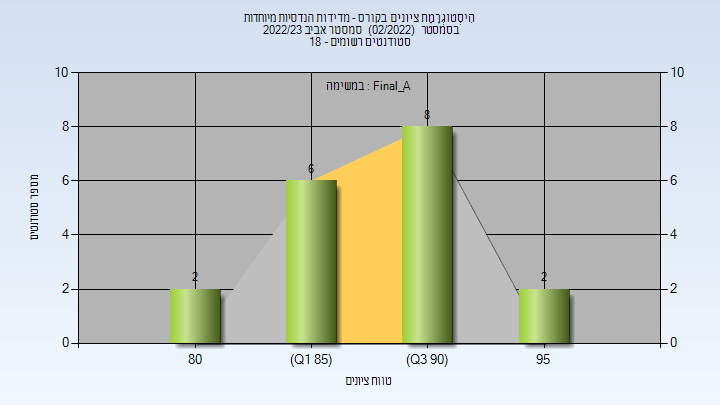 היסטוגרמת ציונים בקורס - מדידות הנדסיות מיוחדות
בסמסטר (02/2022) סמסטר אביב 2022/23
סטודנטים רשומים - 18
במשימה : Final_A
10
8
6
4
2
0
10
8
6
4
2
0
2
6
8
2
80
(Q1 85)
(Q3 90)
95
מספר סטודנטים
טווח ציונים